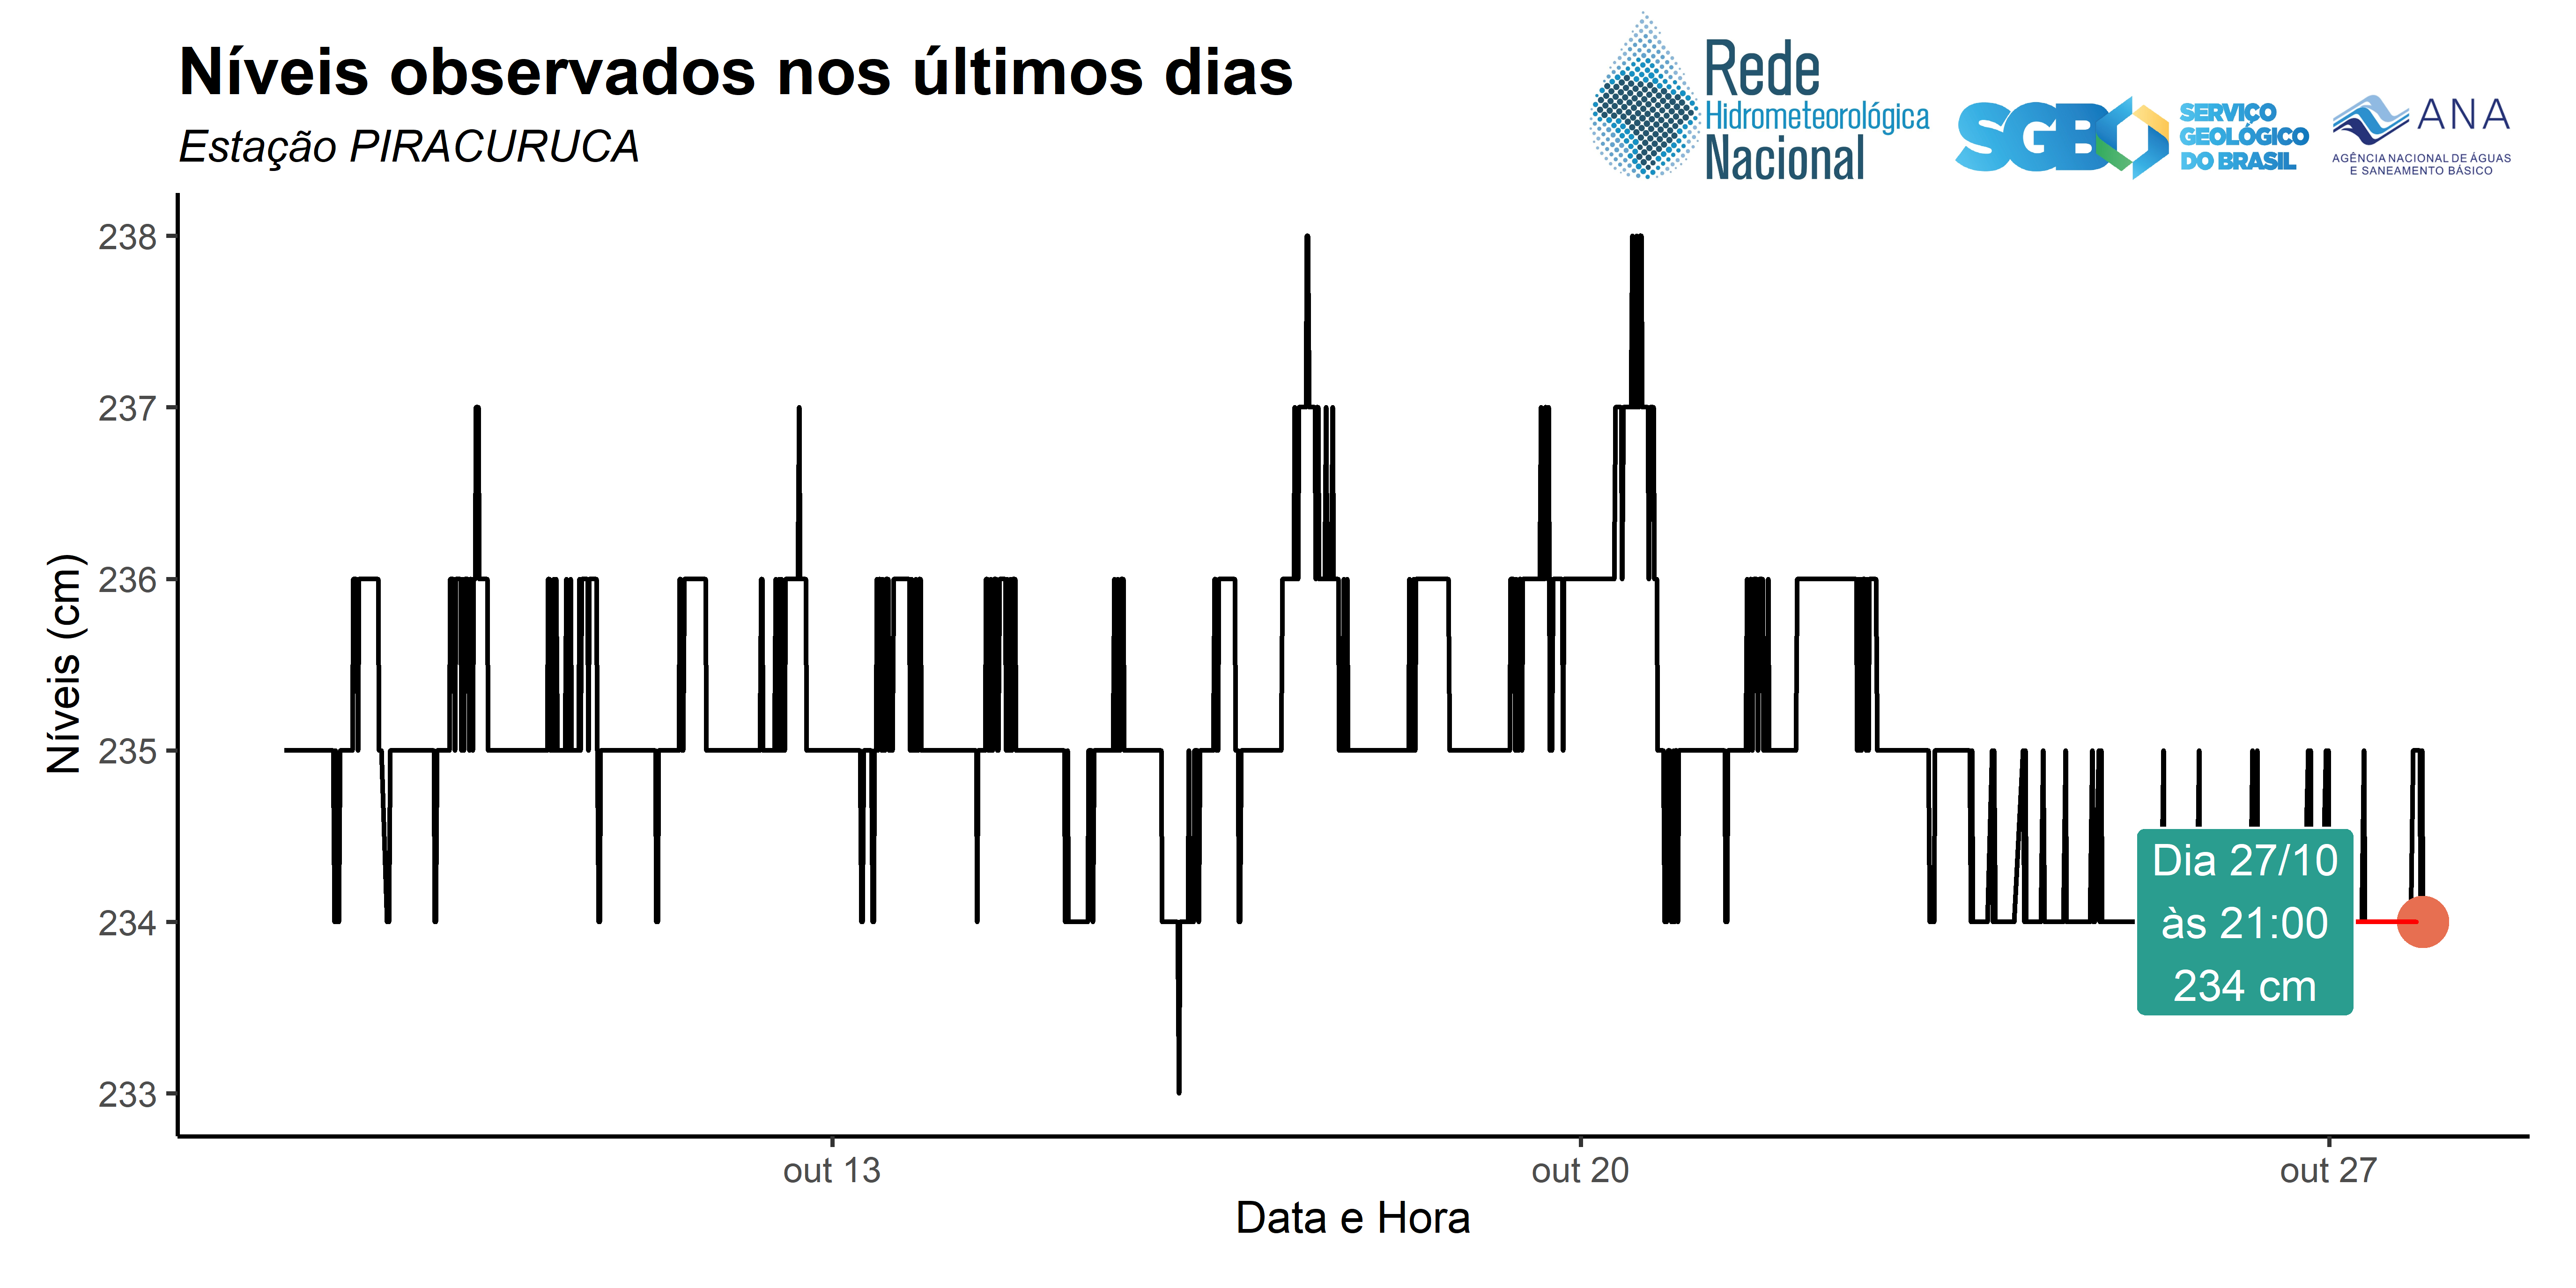 Níveis observados nos últimos dias
Estação PIRACURUCA
Rede
Hidrometeorológica
Nacional
SGB
SERVIÇO
GEOLÓGICO
DO BRASIL
ANA
AGÊNCIA NACIONAL DE ÁGUAS
E SANEAMENTO BÁSICO
Níveis (cm)
238
237
236
235
234
233
Dia 27/10
às 21:00
234 cm
out 13
out 20
out 27
Data e Hora